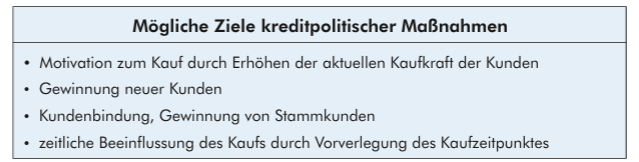 Mögliche Ziele kreditpolitischer Maßnahmen
• Motivation zum Kauf durch Erhöhen der aktuellen Kaufkraft der Kunden
• Gewinnung neuer Kunden
• Kundenbindung, Gewinnung von Stammkunden
• zeitliche Beeinflussung des Kaufs durch Vorverlegung des Kaufzeitpunktes